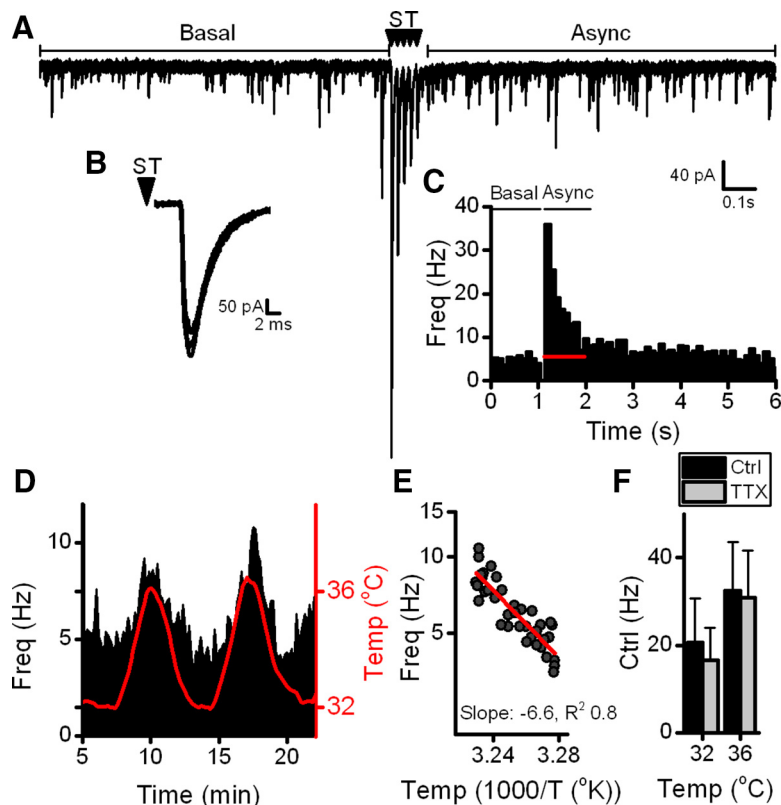 A
Basal
ST
Async
B
ST
50 pA
2 ms
40 pA
0.1s
C
Basal
Async
Freq (Hz)
40
30
20
10
0
0 1 2 3 4 5 6
Time (s)
D
Freq (Hz)
10
5
0
36
32
Temp (°C)
5 10 15 20
Time (min)
E
Freq (Hz)
15
10
5
Slope: -6.6, R² 0.8
3.24 3.28
Temp (1000/T (°K))
Ctrl
TTX
F
Ctrl (Hz)
40
20
0
32 36
Temp (°C)